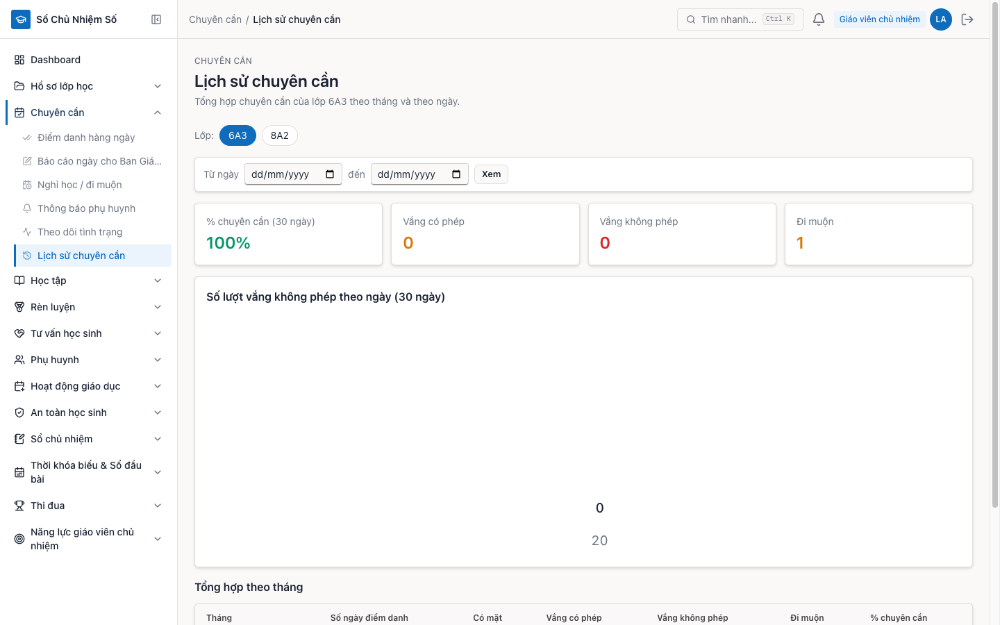 Sổ Chủ Nhiệm Số
Chuyên cần / Lịch sử chuyên cần
Tìm nhanh... Ctrl K
Giáo viên chủ nhiệm
LA
Dashboard
Hồ sơ lớp học
Chuyên cần
Điểm danh hàng ngày
Báo cáo ngày cho Ban Giá...
Nghỉ học / đi muộn
Thông báo phụ huynh
Theo dõi tình trạng
Lịch sử chuyên cần
Học tập
Rèn luyện
Tư vấn học sinh
Phụ huynh
Hoạt động giáo dục
An toàn học sinh
Sổ chủ nhiệm
Thời khóa biểu & Sổ đầu
bài
Thi đua
Năng lực giáo viên chủ
nhiệm
CHUYÊN CẦN
Lịch sử chuyên cần
Tổng hợp chuyên cần của lớp 6A3 theo tháng và theo ngày.
Lớp: 6A3 8A2
Từ ngày dd/mm/yyyy đến dd/mm/yyyy Xem
% chuyên cần (30 ngày)
100%
Vắng có phép
0
Vắng không phép
0
Đi muộn
1
Số lượt vắng không phép theo ngày (30 ngày)
0
20
Tổng hợp theo tháng
Tháng Số ngày điểm danh Có mặt Vắng có phép Vắng không phép Đi muộn % chuyên cần